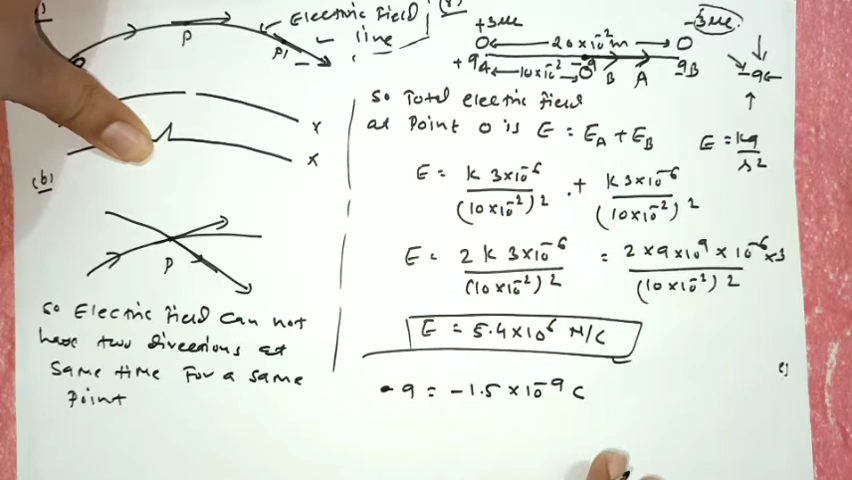 P
Electric Field
line
P1
x
x
(b)
P
So Electric Field can not
have two directions at
Same time For a same
Point
+3μc
-3μc.
20×10⁻²m
+qA
10×10⁻²
-q
O
B
A
qB
-q
So Total electric field
at Point O is E = EA + EB
E = kq/r²
E = k 3×10⁻⁶/(10×10⁻²)² + k 3×10⁻⁶/(10×10⁻²)²
E = 2 k 3×10⁻⁶/(10×10⁻²)² = 2×9×10⁹×10⁻⁶×3/(10×10⁻²)²
E = 5.4×10⁶ N/C
q = -1.5×10⁻⁹ C